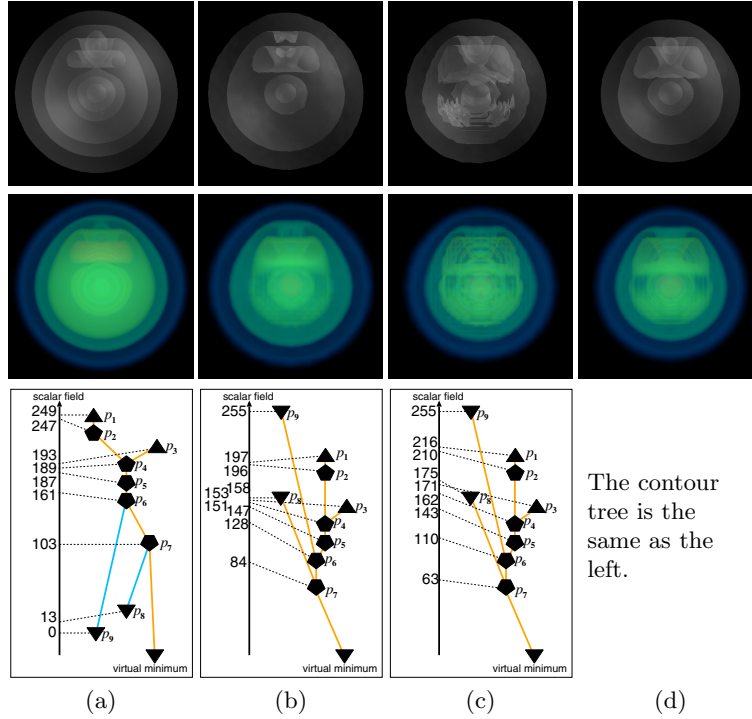 scalar field
249
247
193
189
187
161
103
13
0
p1
p2
p3
p4
p5
p6
p7
p8
p9
virtual minimum
scalar field
255
197
196
158
153
151
147
128
84
p9
p1
p2
p8
p3
p4
p5
p6
p7
virtual minimum
scalar field
255
216
210
175
171
162
143
110
63
p9
p1
p2
p8
p3
p4
p5
p6
p7
virtual minimum
The contour
tree is the
same as the
left.
(a) (b) (c) (d)